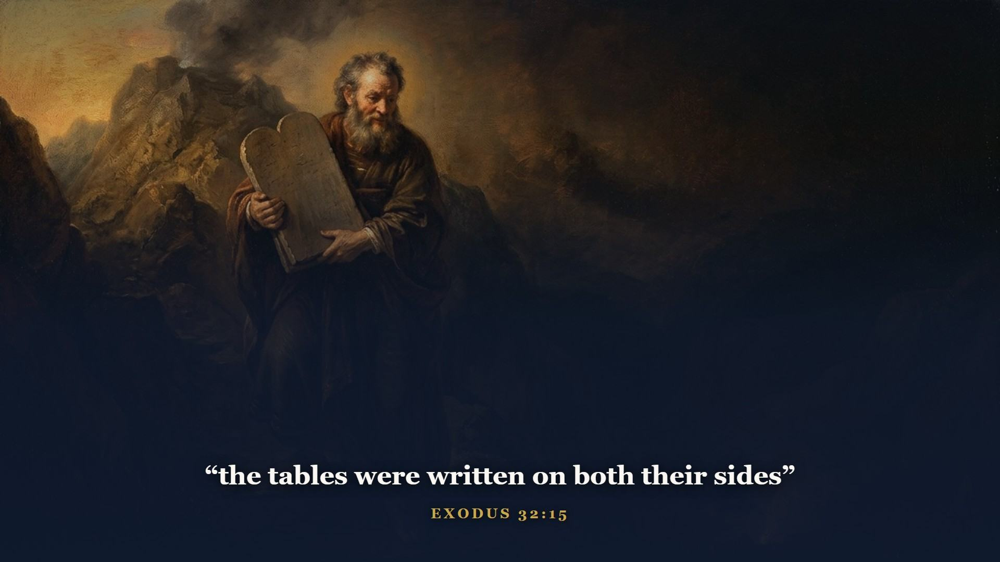 “the tables were written on both their sides”
EXODUS 32:15